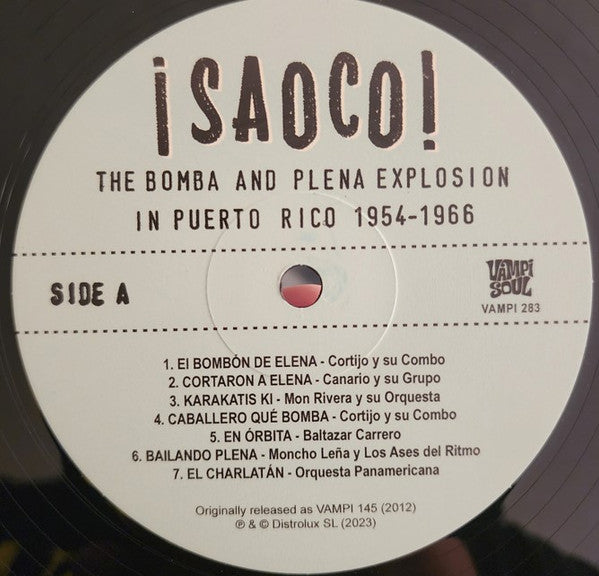 ¡SAOCO!
THE BOMBA AND PLENA EXPLOSION
IN PUERTO RICO 1954-1966
SIDE A
VAMPI
SOUL
VAMPI 283
1. El BOMBÓN DE ELENA - Cortijo y su Combo
2. CORTARON A ELENA - Canario y su Grupo
3. KARAKATIS KI - Mon Rivera y su Orquesta
4. CABALLERO QUÉ BOMBA - Cortijo y su Combo
5. EN ÓRBITA - Baltazar Carrero
6. BAILANDO PLENA - Moncho Leña y Los Ases del Ritmo
7. EL CHARLATÁN - Orquesta Panamericana
Originally released as VAMPI 145 (2012)
℗ & © Distrolux SL (2023)